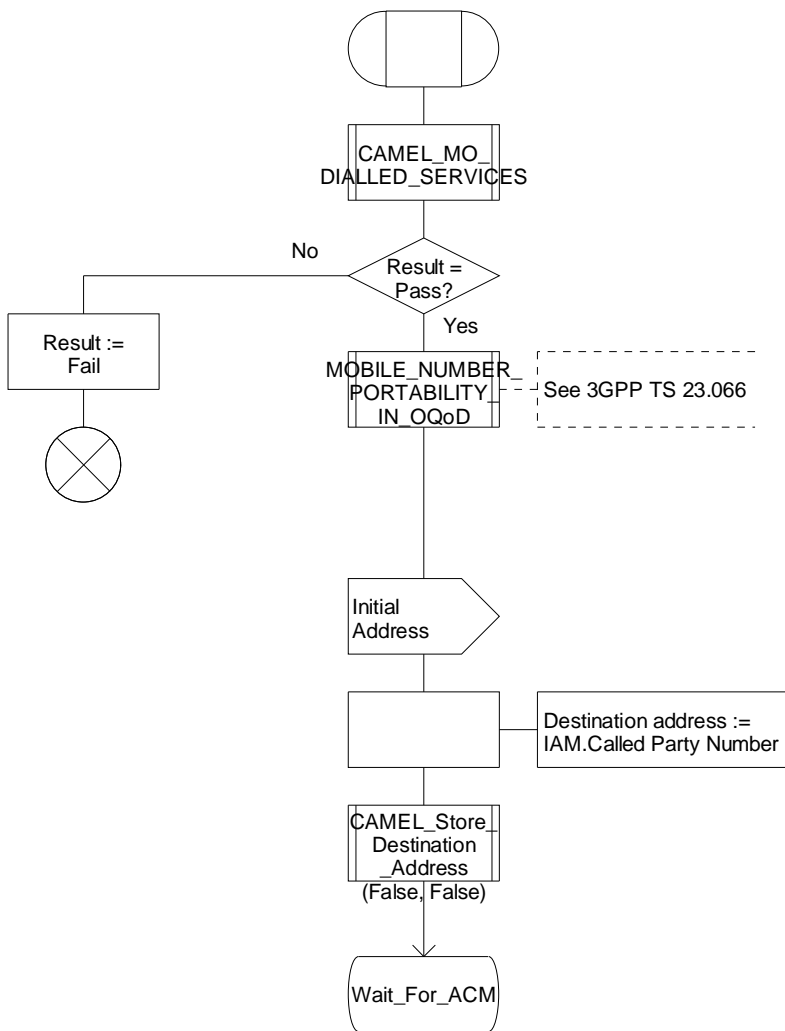 CAMEL_MO_
DIALLED_SERVICES
No
Result =
Pass?
Yes
Result :=
Fail
MOBILE_NUMBER_
PORTABILITY_
IN_OQoD
See 3GPP TS 23.066
Initial
Address
Destination address :=
IAM.Called Party Number
CAMEL_Store_
Destination
_Address
(False, False)
Wait_For_ACM